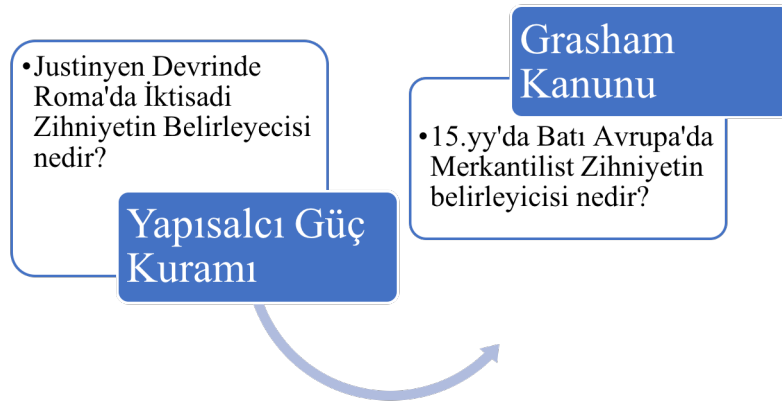 •Justinyen Devrinde
Roma'da İktisadi
Zihniyetin Belirleyecisi
nedir?
Yapısalcı Güç
Kuramı
Grasham
Kanunu
•15.yy'da Batı Avrupa'da
Merkantilist Zihniyetin
belirleyicisi nedir?